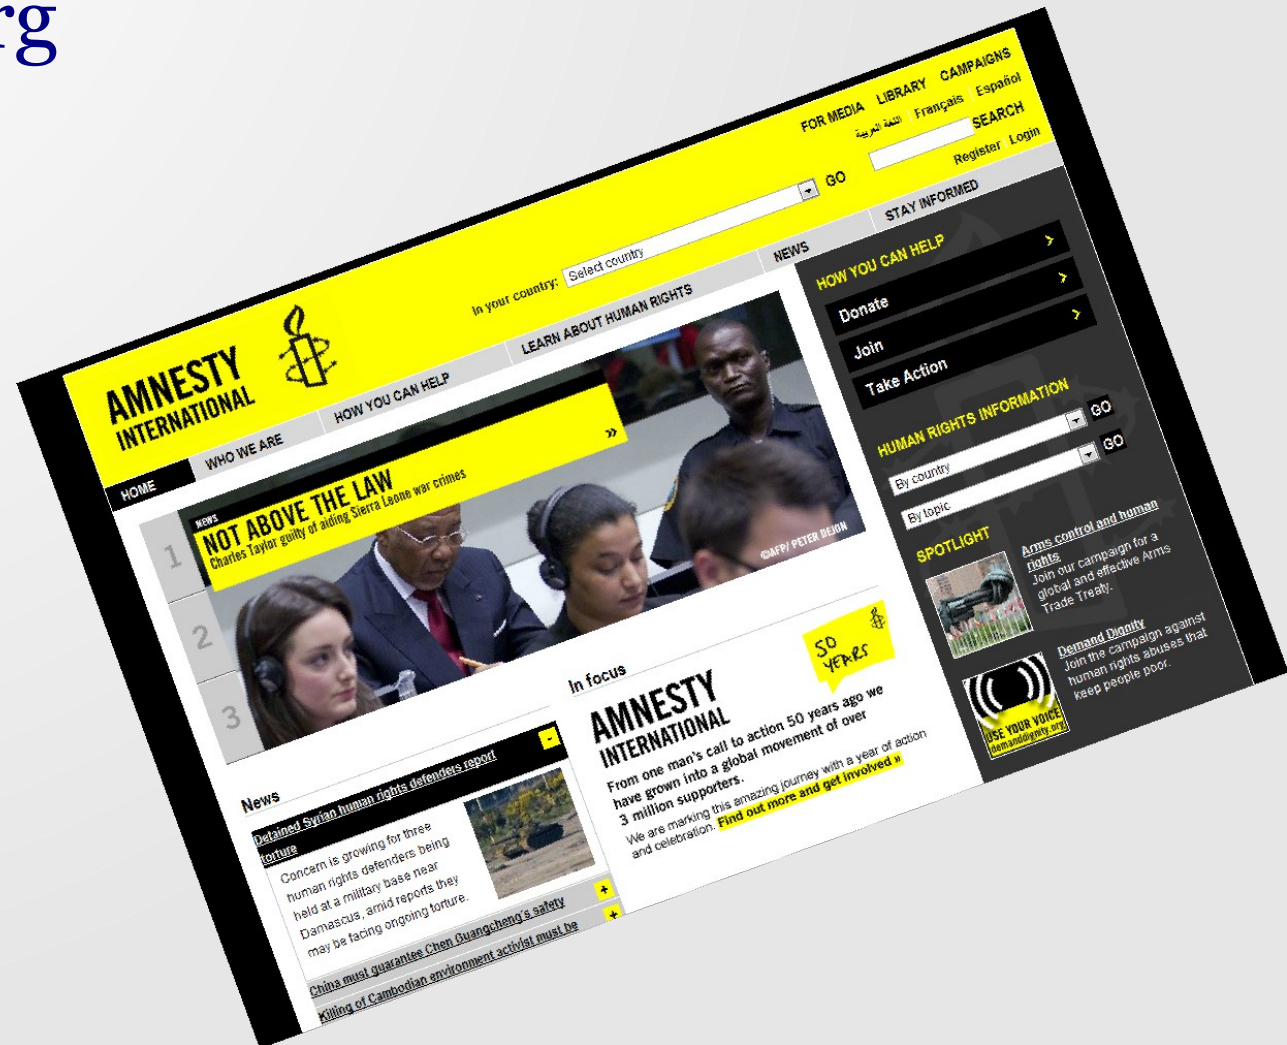 rg
FOR MEDIA LIBRARY CAMPAIGNS
اللغة العربية | Français | Español
SEARCH
In your country: Select country GO
Register Login
AMNESTY
INTERNATIONAL
HOME
WHO WE ARE
HOW YOU CAN HELP
LEARN ABOUT HUMAN RIGHTS
NEWS
STAY INFORMED
1
2
3
NEWS
NOT ABOVE THE LAW
Charles Taylor guilty of aiding Sierra Leone war crimes
»
©AFP/ PETER DEJON
News
Detained Syrian human rights defenders report
torture
-
Concern is growing for three
human rights defenders being
held at a military base near
Damascus, amid reports they
may be facing ongoing torture.
China must guarantee Chen Guangcheng's safety
+
Killing of Cambodian environment activist must be
+
In focus
50
YEARS
AMNESTY
INTERNATIONAL
From one man's call to action 50 years ago we
have grown into a global movement of over
3 million supporters.
We are marking this amazing journey with a year of action
and celebration. Find out more and get involved »
HOW YOU CAN HELP
Donate
Join
Take Action
HUMAN RIGHTS INFORMATION
By country GO
By topic GO
SPOTLIGHT
Arms control and human
rights
Join our campaign for a
global and effective Arms
Trade Treaty.
Demand Dignity
Join the campaign against
human rights abuses that
keep people poor.
USE YOUR VOICE
demanddignity.org